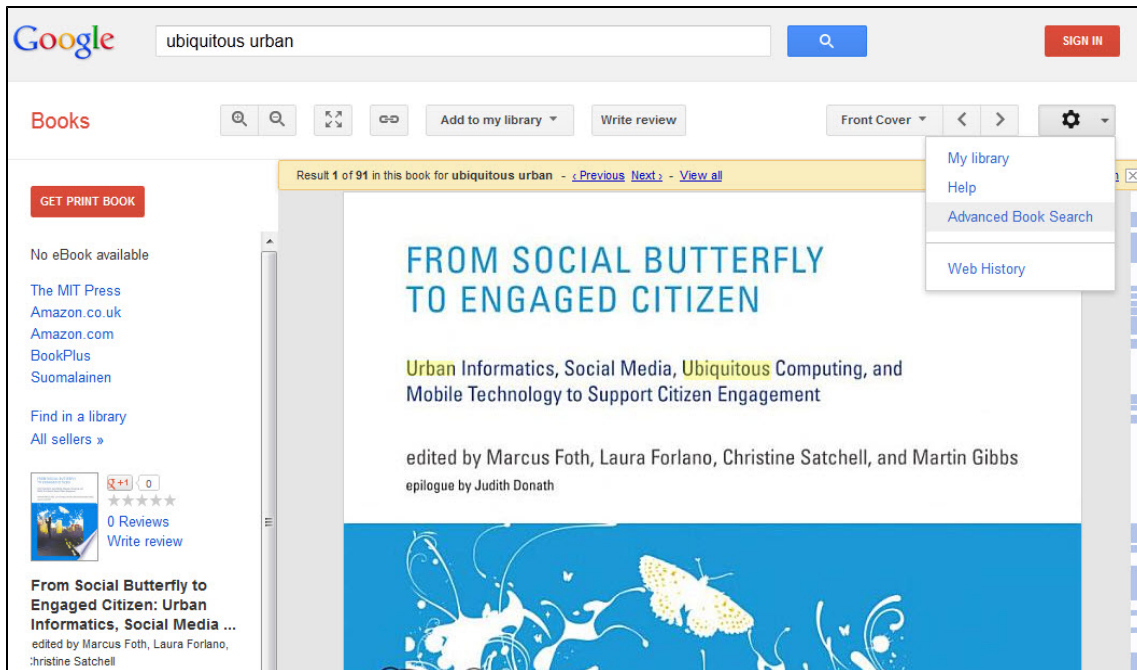 Google
ubiquitous urban
SIGN IN
Books
Add to my library
Write review
Front Cover
My library
Help
Advanced Book Search
Web History
Result 1 of 91 in this book for ubiquitous urban - ‹ Previous Next › - View all
GET PRINT BOOK
No eBook available
The MIT Press
Amazon.co.uk
Amazon.com
BookPlus
Suomalainen
Find in a library
All sellers »
+1 0
0 Reviews
Write review
From Social Butterfly to
Engaged Citizen: Urban
Informatics, Social Media ...
edited by Marcus Foth, Laura Forlano,
Christine Satchell
FROM SOCIAL BUTTERFLY
TO ENGAGED CITIZEN
Urban Informatics, Social Media, Ubiquitous Computing, and
Mobile Technology to Support Citizen Engagement
edited by Marcus Foth, Laura Forlano, Christine Satchell, and Martin Gibbs
epilogue by Judith Donath